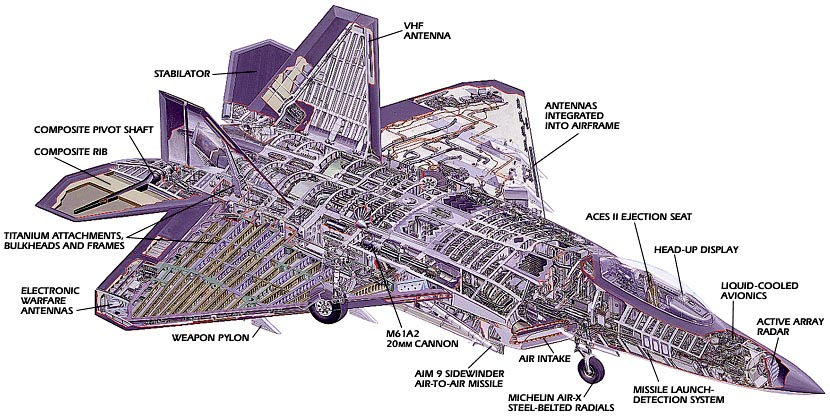 VHF
ANTENNA
STABILATOR
ANTENNAS
INTEGRATED
INTO AIRFRAME
COMPOSITE PIVOT SHAFT
COMPOSITE RIB
ACES II EJECTION SEAT
TITANIUM ATTACHMENTS,
BULKHEADS AND FRAMES
HEAD-UP DISPLAY
LIQUID-COOLED
AVIONICS
ELECTRONIC
WARFARE
ANTENNAS
ACTIVE ARRAY
RADAR
WEAPON PYLON
M61A2
20MM CANNON
AIR INTAKE
AIM 9 SIDEWINDER
AIR-TO-AIR MISSILE
MISSILE LAUNCH-
DETECTION SYSTEM
MICHELIN AIR-X
STEEL-BELTED RADIALS